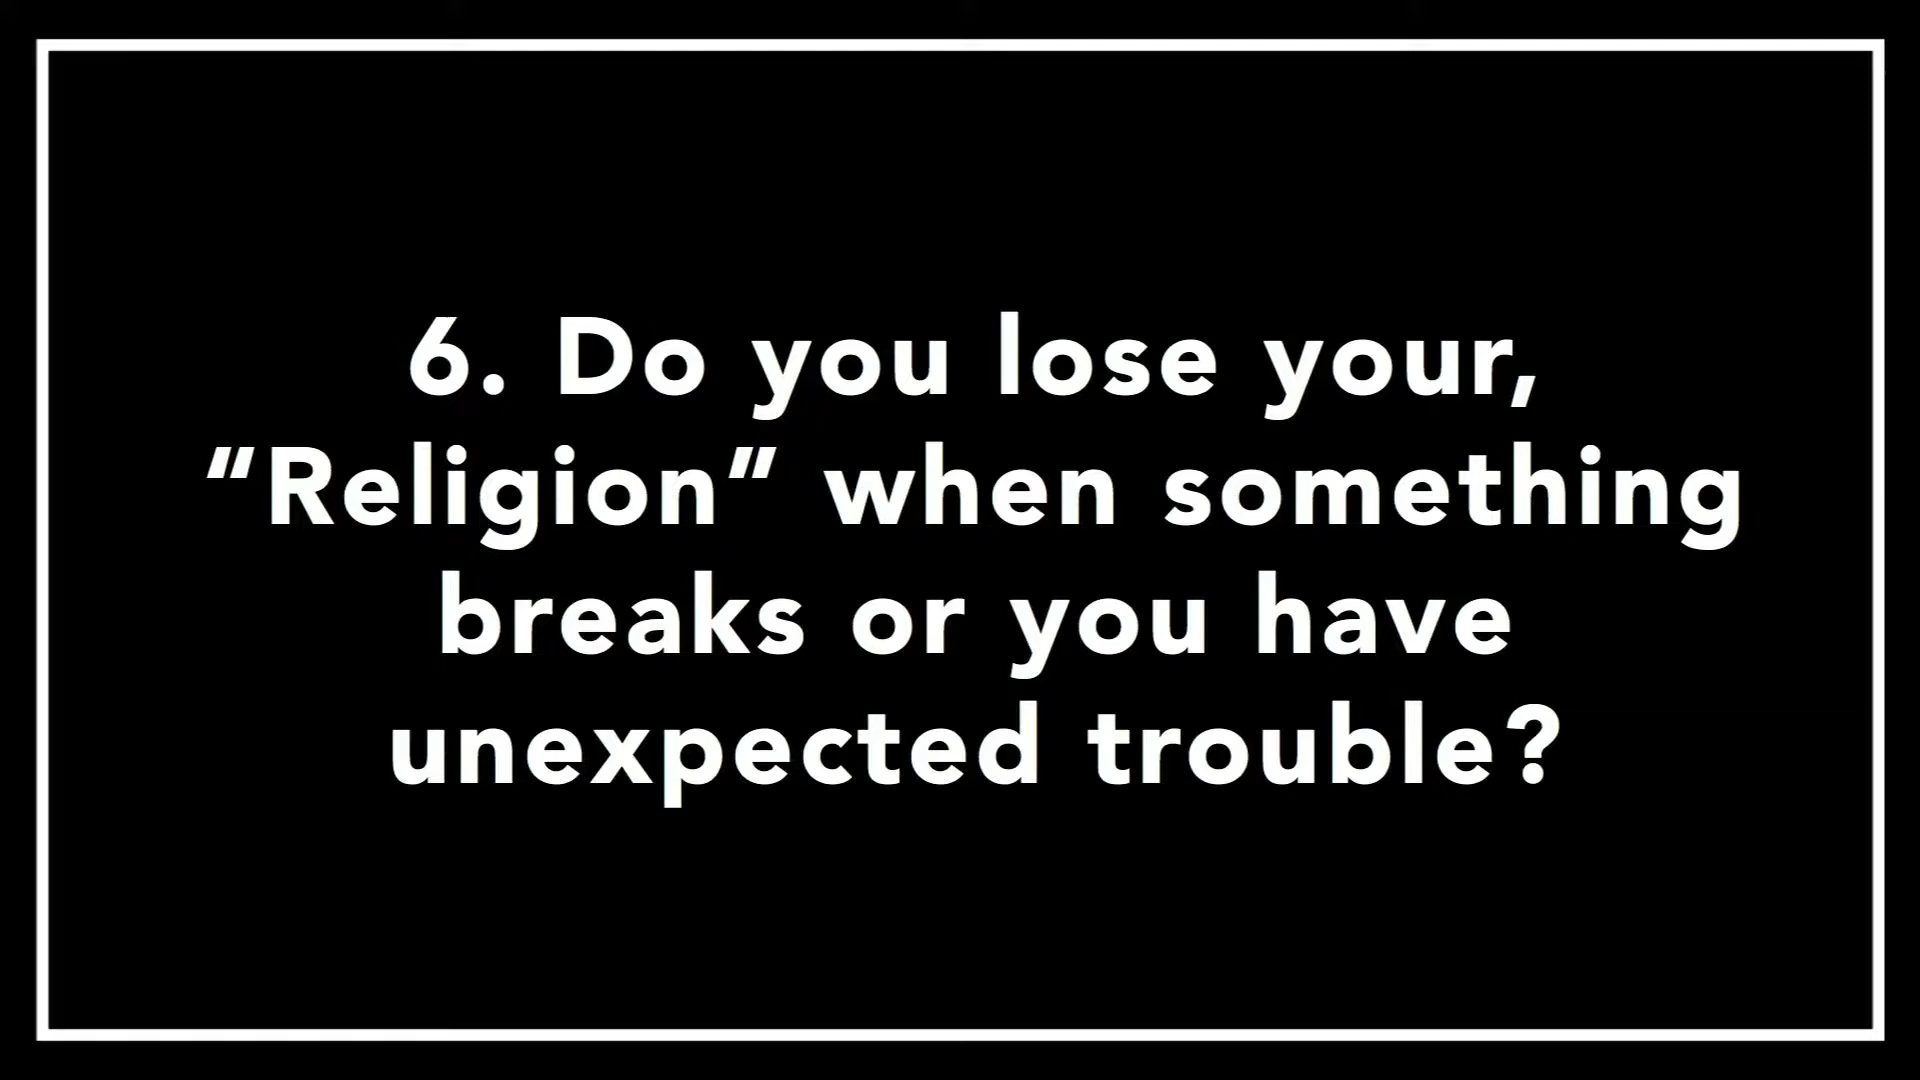 6. Do you lose your,
“Religion” when something
breaks or you have
unexpected trouble?